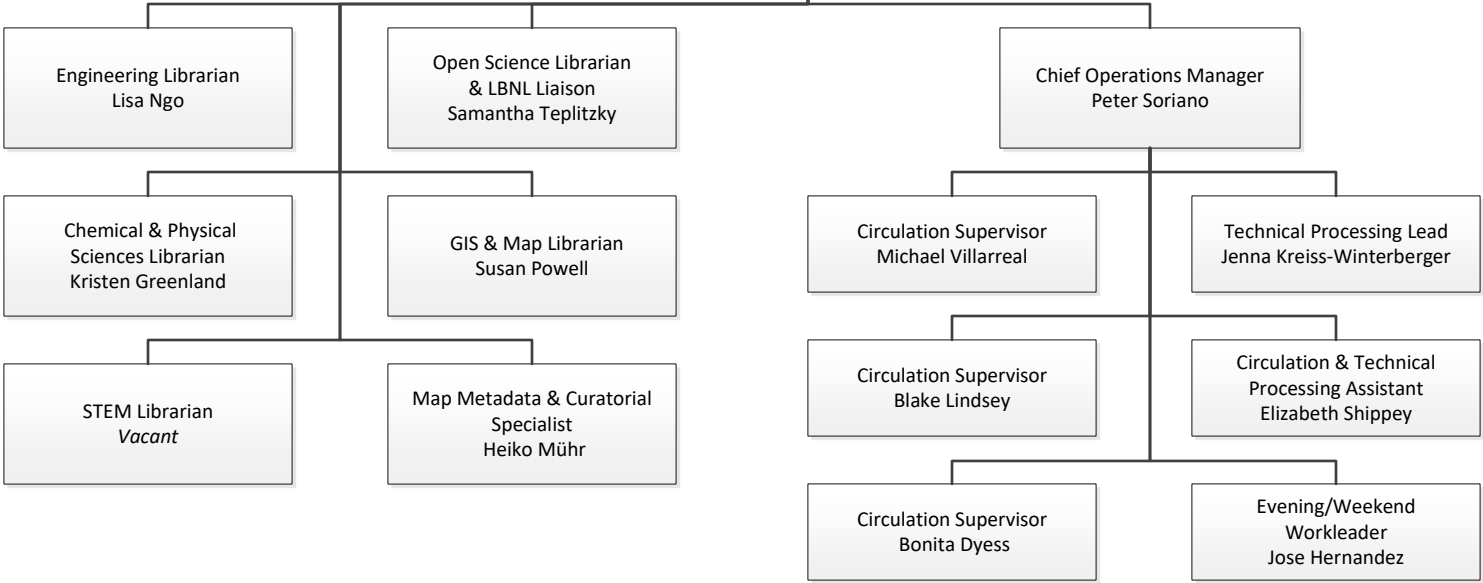 Engineering Librarian
Lisa Ngo
Open Science Librarian
& LBNL Liaison
Samantha Teplitzky
Chief Operations Manager
Peter Soriano
Chemical & Physical
Sciences Librarian
Kristen Greenland
GIS & Map Librarian
Susan Powell
Circulation Supervisor
Michael Villarreal
Technical Processing Lead
Jenna Kreiss-Winterberger
STEM Librarian
Vacant
Map Metadata & Curatorial
Specialist
Heiko Mühr
Circulation Supervisor
Blake Lindsey
Circulation & Technical
Processing Assistant
Elizabeth Shippey
Circulation Supervisor
Bonita Dyess
Evening/Weekend
Workleader
Jose Hernandez